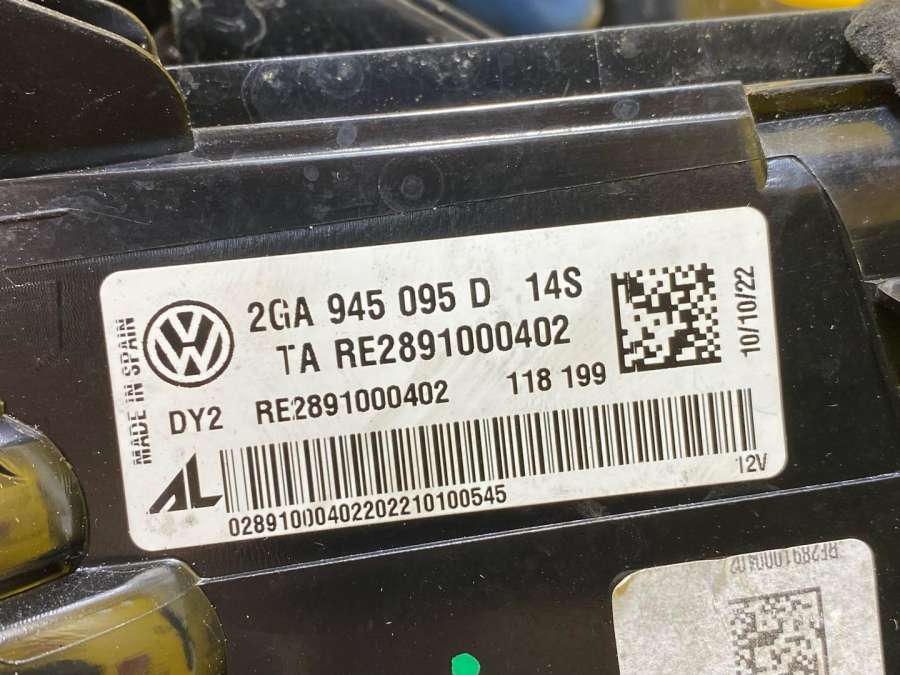 2GA 945 095 D 14S
TA RE2891000402
DY2 RE2891000402 118 199
MADE IN SPAIN
10/10/22
AL
12V
02891000402202210100545
RE2891000402